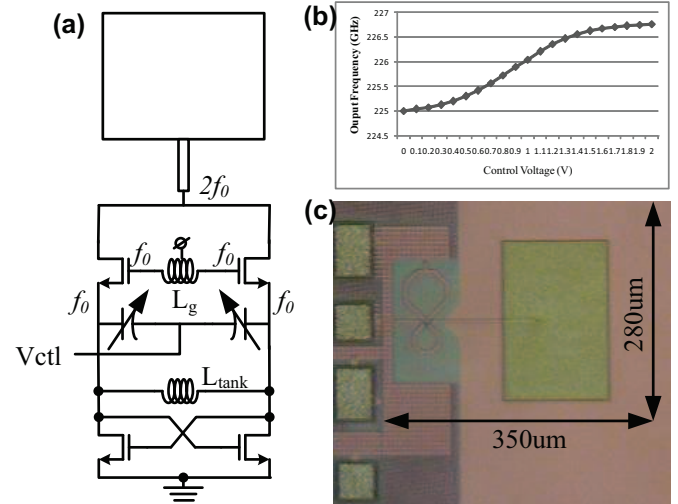 (a)
2f0
f0
f0
Lg
f0
f0
Vctl
Ltank
(b)
Ouput Frequency (GHz)
227
226.5
226
225.5
225
224.5
0 0.10.20.30.40.50.60.70.80.9 1 1.11.21.31.41.51.61.71.81.9 2
Control Voltage (V)
(c)
280um
350um